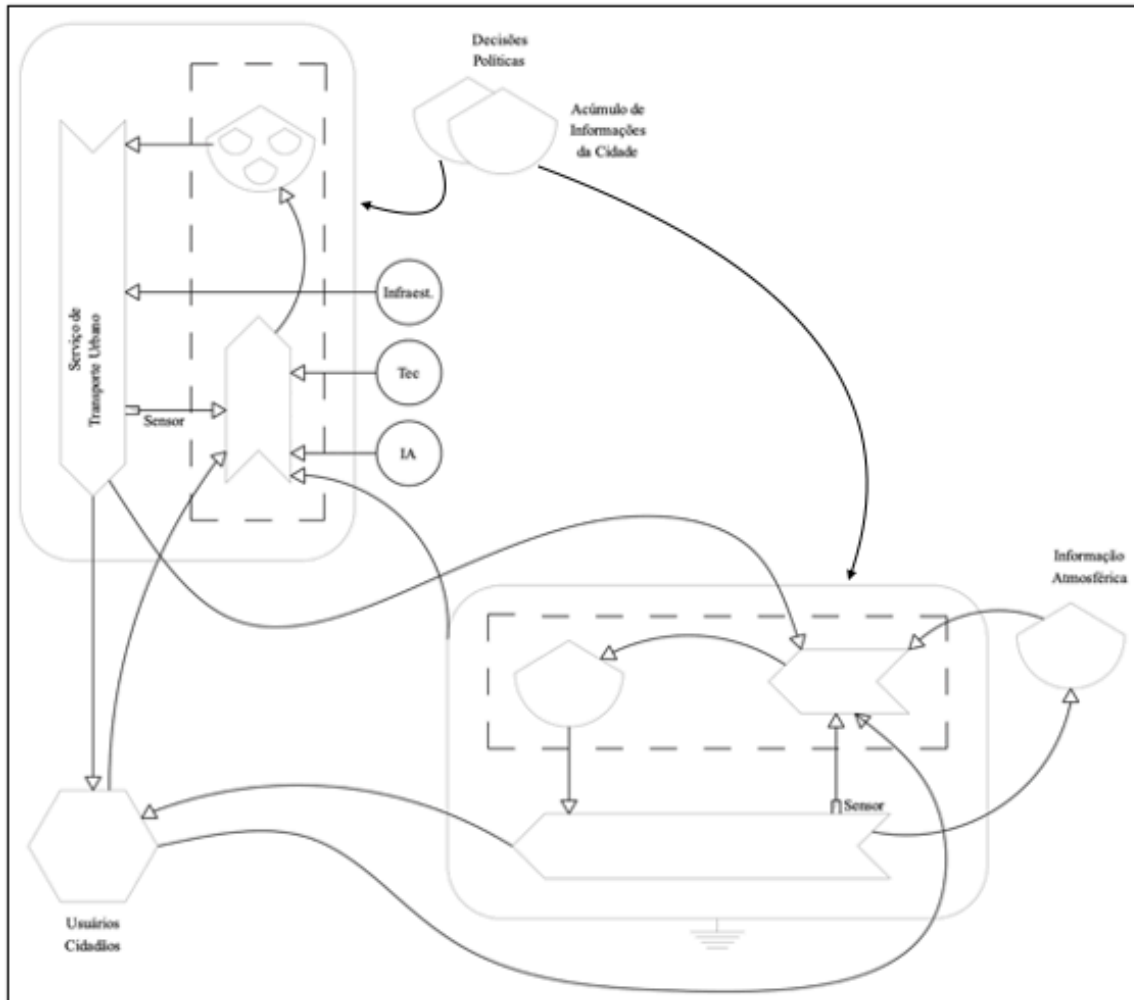 Decisões
Políticas
Acúmulo de
Informações
da Cidade
Infraest.
Serviço de
Transporte Urbano
Tec
Sensor
IA
Informação
Atmosférica
Sensor
Usuários
Cidadãos